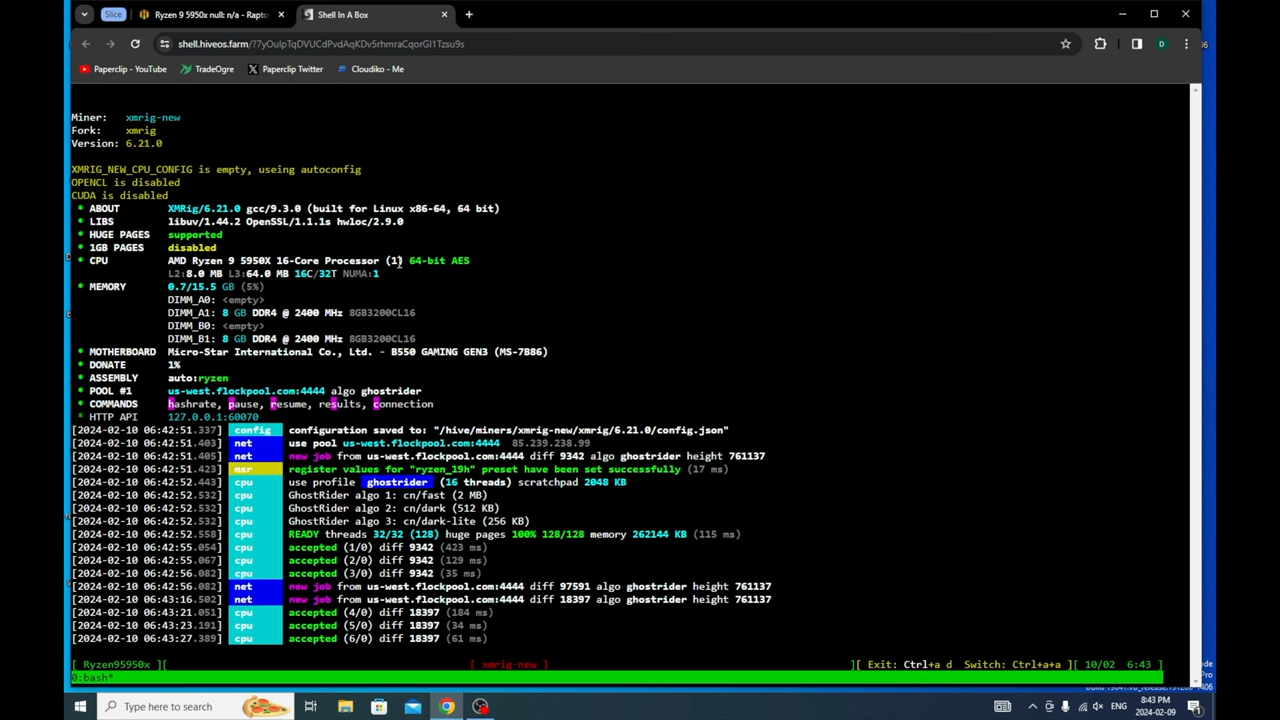 Slice
Ryzen 9 5950x null: n/a - Rapto
Shell In A Box
shell.hiveos.farm/?7yOulpTqDVUCdPvdAqKDv5rhmraCqorGl1Tzsu9s
D
Paperclip - YouTube
TradeOgre
Paperclip Twitter
Cloudiko - Me
Miner: xmrig-new
Fork: xmrig
Version: 6.21.0
XMRIG_NEW_CPU_CONFIG is empty, useing autoconfig
OPENCL is disabled
CUDA is disabled
* ABOUT XMRig/6.21.0 gcc/9.3.0 (built for Linux x86-64, 64 bit)
* LIBS libuv/1.44.2 OpenSSL/1.1.1s hwloc/2.9.0
* HUGE PAGES supported
* 1GB PAGES disabled
* CPU AMD Ryzen 9 5950X 16-Core Processor (1) 64-bit AES
L2:8.0 MB L3:64.0 MB 16C/32T NUMA:1
* MEMORY 0.7/15.5 GB (5%)
DIMM_A0: <empty>
DIMM_A1: 8 GB DDR4 @ 2400 MHz 8GB3200CL16
DIMM_B0: <empty>
DIMM_B1: 8 GB DDR4 @ 2400 MHz 8GB3200CL16
* MOTHERBOARD Micro-Star International Co., Ltd. - B550 GAMING GEN3 (MS-7B86)
* DONATE 1%
* ASSEMBLY auto:ryzen
* POOL #1 us-west.flockpool.com:4444 algo ghostrider
* COMMANDS hashrate, pause, resume, results, connection
* HTTP API 127.0.0.1:60070
[2024-02-10 06:42:51.337] config configuration saved to: "/hive/miners/xmrig-new/xmrig/6.21.0/config.json"
[2024-02-10 06:42:51.403] net use pool us-west.flockpool.com:4444 85.239.238.99
[2024-02-10 06:42:51.405] net new job from us-west.flockpool.com:4444 diff 9342 algo ghostrider height 761137
[2024-02-10 06:42:51.423] msr register values for "ryzen_19h" preset have been set successfully (17 ms)
[2024-02-10 06:42:52.443] cpu use profile ghostrider (16 threads) scratchpad 2048 KB
[2024-02-10 06:42:52.532] cpu GhostRider algo 1: cn/fast (2 MB)
[2024-02-10 06:42:52.532] cpu GhostRider algo 2: cn/dark (512 KB)
[2024-02-10 06:42:52.532] cpu GhostRider algo 3: cn/dark-lite (256 KB)
[2024-02-10 06:42:52.558] cpu READY threads 32/32 (128) huge pages 100% 128/128 memory 262144 KB (115 ms)
[2024-02-10 06:42:55.054] cpu accepted (1/0) diff 9342 (423 ms)
[2024-02-10 06:42:55.067] cpu accepted (2/0) diff 9342 (129 ms)
[2024-02-10 06:42:56.082] cpu accepted (3/0) diff 9342 (35 ms)
[2024-02-10 06:42:56.082] net new job from us-west.flockpool.com:4444 diff 97591 algo ghostrider height 761137
[2024-02-10 06:43:16.502] net new job from us-west.flockpool.com:4444 diff 18397 algo ghostrider height 761137
[2024-02-10 06:43:21.051] cpu accepted (4/0) diff 18397 (184 ms)
[2024-02-10 06:43:23.191] cpu accepted (5/0) diff 18397 (34 ms)
[2024-02-10 06:43:27.389] cpu accepted (6/0) diff 18397 (61 ms)
[ Ryzen95950x ][ [ xmrig-new ] ][ Exit: Ctrl+a d Switch: Ctrl+a+a ][ 10/02 6:43 ]
0:bash*
Type here to search
ENG
8:43 PM
2024-02-09